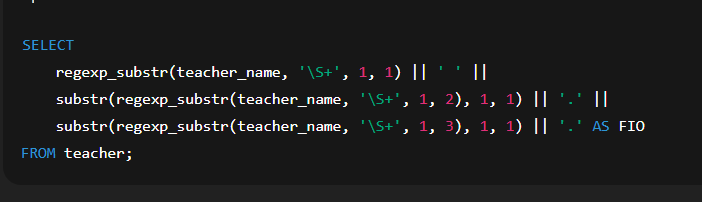 SELECT
regexp_substr(teacher_name, '\S+', 1, 1) || ' ' ||
substr(regexp_substr(teacher_name, '\S+', 1, 2), 1, 1) || '.' ||
substr(regexp_substr(teacher_name, '\S+', 1, 3), 1, 1) || '.' AS FIO
FROM teacher;